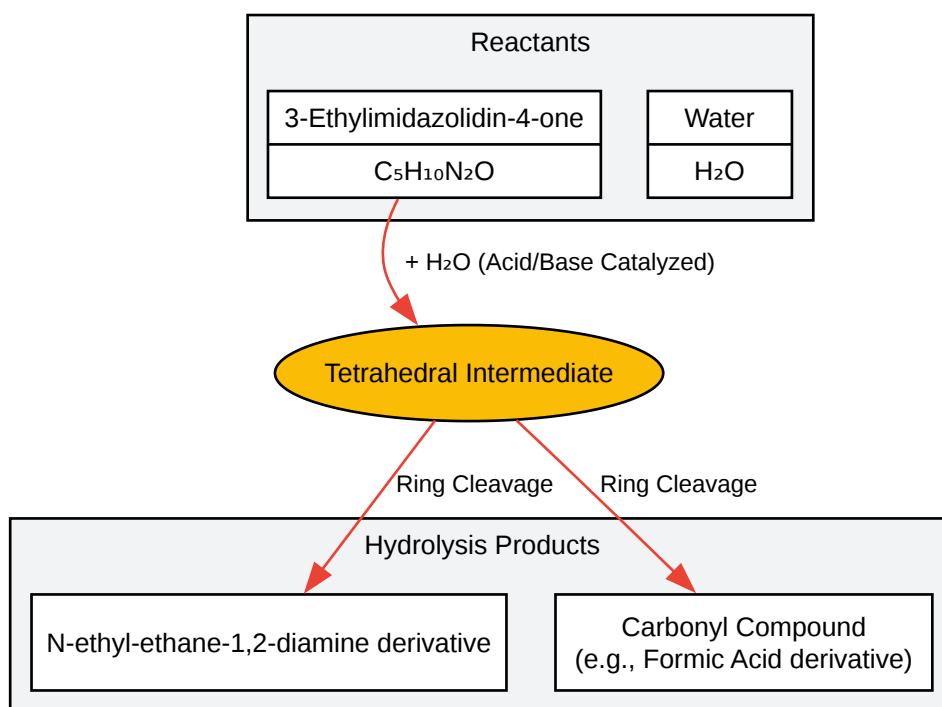 Reactants
3-Ethylimidazolidin-4-one
Water
C₅H₁₀N₂O
H₂O
+ H₂O (Acid/Base Catalyzed)
Tetrahedral Intermediate
Ring Cleavage
Ring Cleavage
Hydrolysis Products
N-ethyl-ethane-1,2-diamine derivative
Carbonyl Compound
(e.g., Formic Acid derivative)